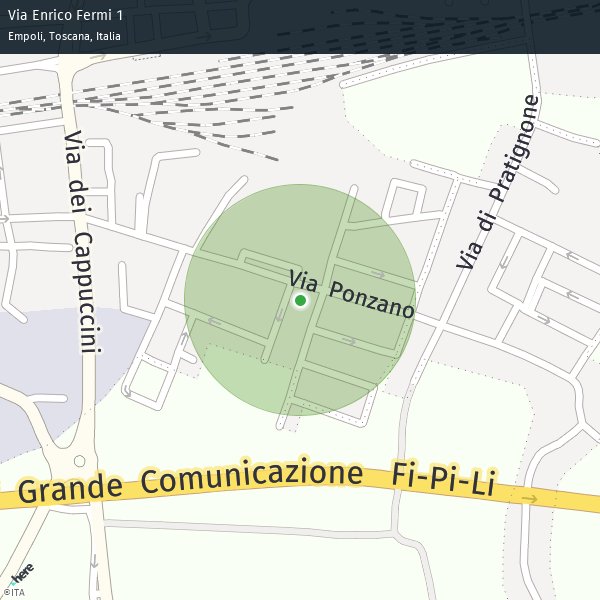 Via Enrico Fermi 1
Empoli, Toscana, Italia
Via dei Cappuccini
Via di Pratignone
Via Ponzano
Grande Comunicazione Fi-Pi-Li
here
©ITA